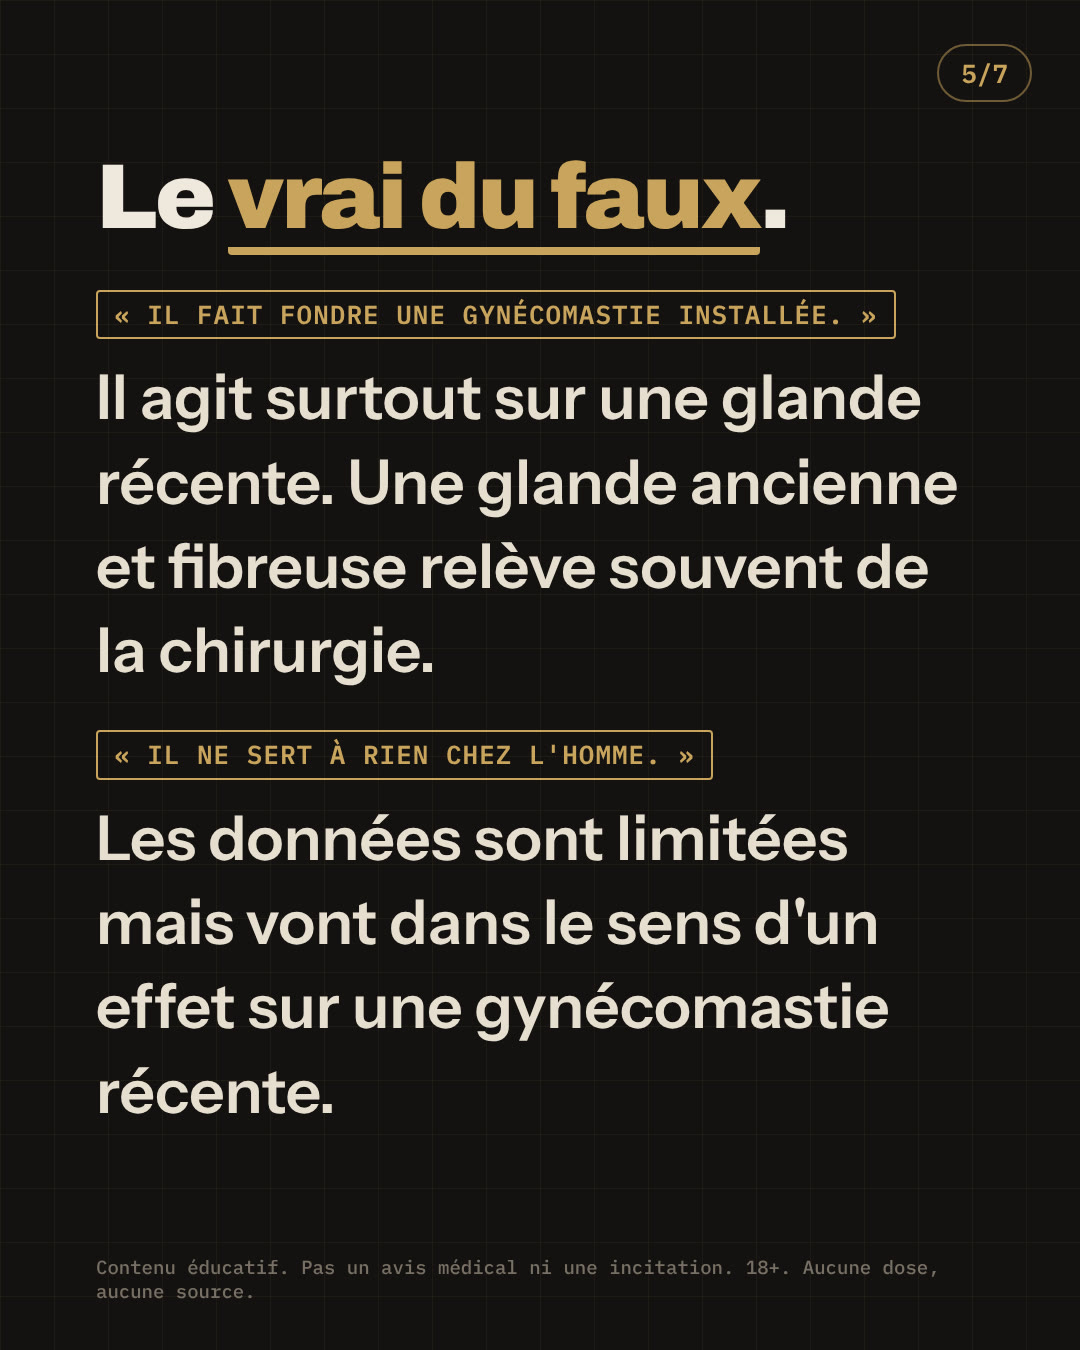 5/7
Le vrai du faux.
« IL FAIT FONDRE UNE GYNÉCOMASTIE INSTALLÉE. »
Il agit surtout sur une glande
récente. Une glande ancienne
et fibreuse relève souvent de
la chirurgie.
« IL NE SERT À RIEN CHEZ L'HOMME. »
Les données sont limitées
mais vont dans le sens d'un
effet sur une gynécomastie
récente.
Contenu éducatif. Pas un avis médical ni une incitation. 18+. Aucune dose,
aucune source.